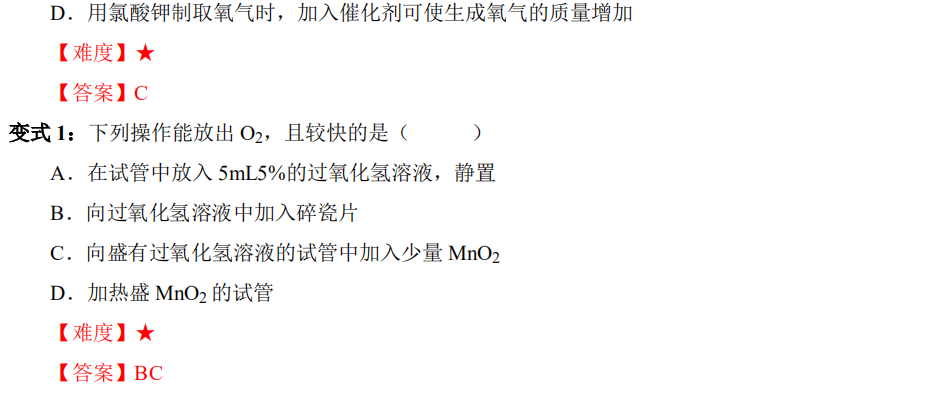 D．用氯酸钾制取氧气时，加入催化剂可使生成氧气的质量增加
【难度】★
【答案】C
变式 1：下列操作能放出 O₂，且较快的是（　　　）
A．在试管中放入 5mL5%的过氧化氢溶液，静置
B．向过氧化氢溶液中加入碎瓷片
C．向盛有过氧化氢溶液的试管中加入少量 MnO₂
D．加热盛 MnO₂ 的试管
【难度】★
【答案】BC